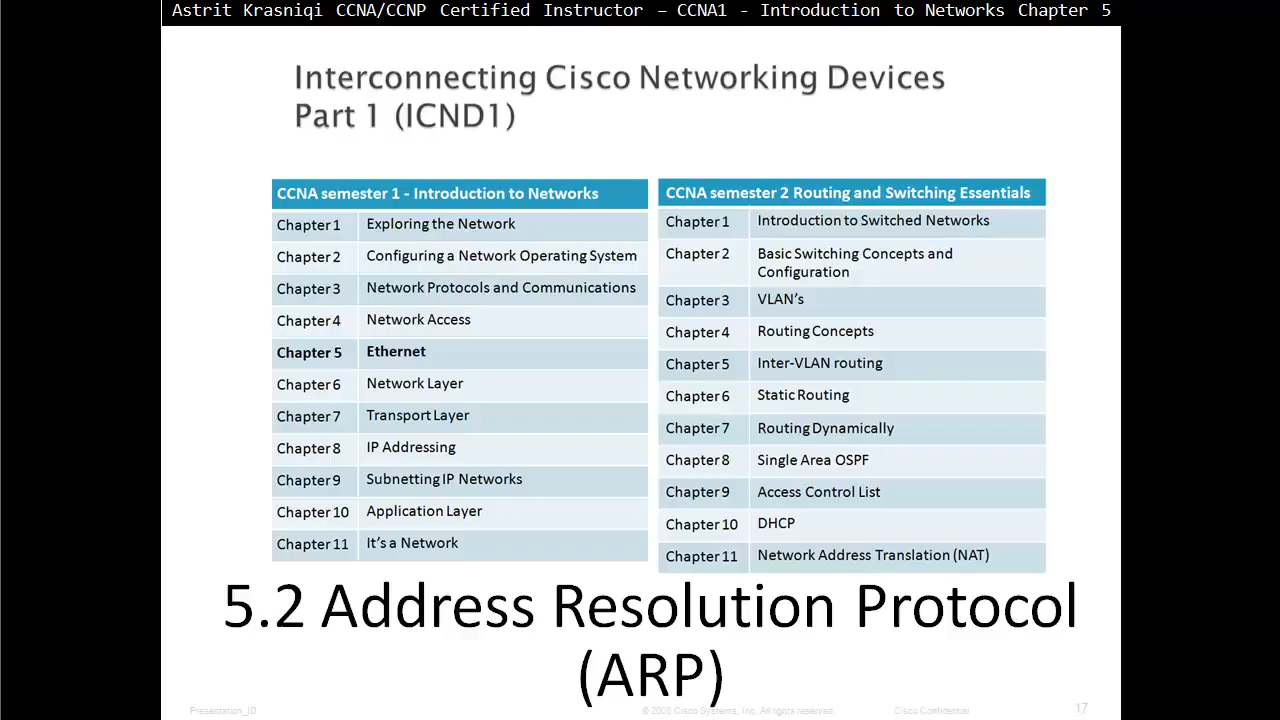 Astrit Krasniqi CCNA/CCNP Certified Instructor – CCNA1 - Introduction to Networks Chapter 5
Interconnecting Cisco Networking Devices
Part 1 (ICND1)
CCNA semester 1 - Introduction to Networks
Chapter 1 Exploring the Network
Chapter 2 Configuring a Network Operating System
Chapter 3 Network Protocols and Communications
Chapter 4 Network Access
Chapter 5 Ethernet
Chapter 6 Network Layer
Chapter 7 Transport Layer
Chapter 8 IP Addressing
Chapter 9 Subnetting IP Networks
Chapter 10 Application Layer
Chapter 11 It's a Network
CCNA semester 2 Routing and Switching Essentials
Chapter 1 Introduction to Switched Networks
Chapter 2 Basic Switching Concepts and
Configuration
Chapter 3 VLAN's
Chapter 4 Routing Concepts
Chapter 5 Inter-VLAN routing
Chapter 6 Static Routing
Chapter 7 Routing Dynamically
Chapter 8 Single Area OSPF
Chapter 9 Access Control List
Chapter 10 DHCP
Chapter 11 Network Address Translation (NAT)
5.2 Address Resolution Protocol
(ARP)
Presentation_ID © 2008 Cisco Systems, Inc. All rights reserved. Cisco Confidential 17